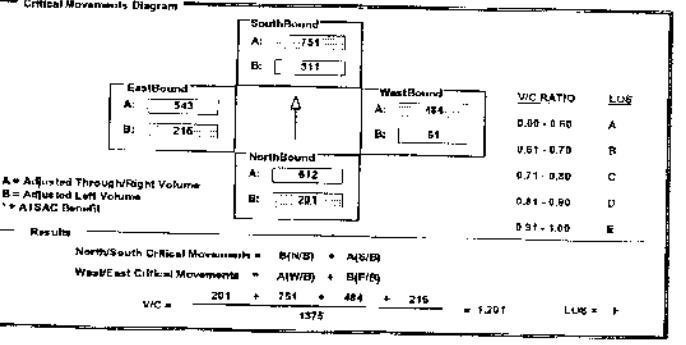 Critical Movements Diagram
SouthBound
A: 751
B: 311
EastBound
A: 543
B: 216
WestBound
A: 484
B: 61
NorthBound
A: 612
B: 201
V/C RATIO LOS
0.00 - 0.60 A
0.61 - 0.70 B
0.71 - 0.80 C
0.81 - 0.90 D
0.91 - 1.00 E
A = Adjusted Through/Right Volume
B = Adjusted Left Volume
* = ATSAC Benefit
Results
North/South Critical Movements = B(N/B) + A(S/B)
West/East Critical Movements = A(W/B) + B(E/B)
V/C = 201 + 751 + 484 + 216 = 1.201 LOS = F
1375